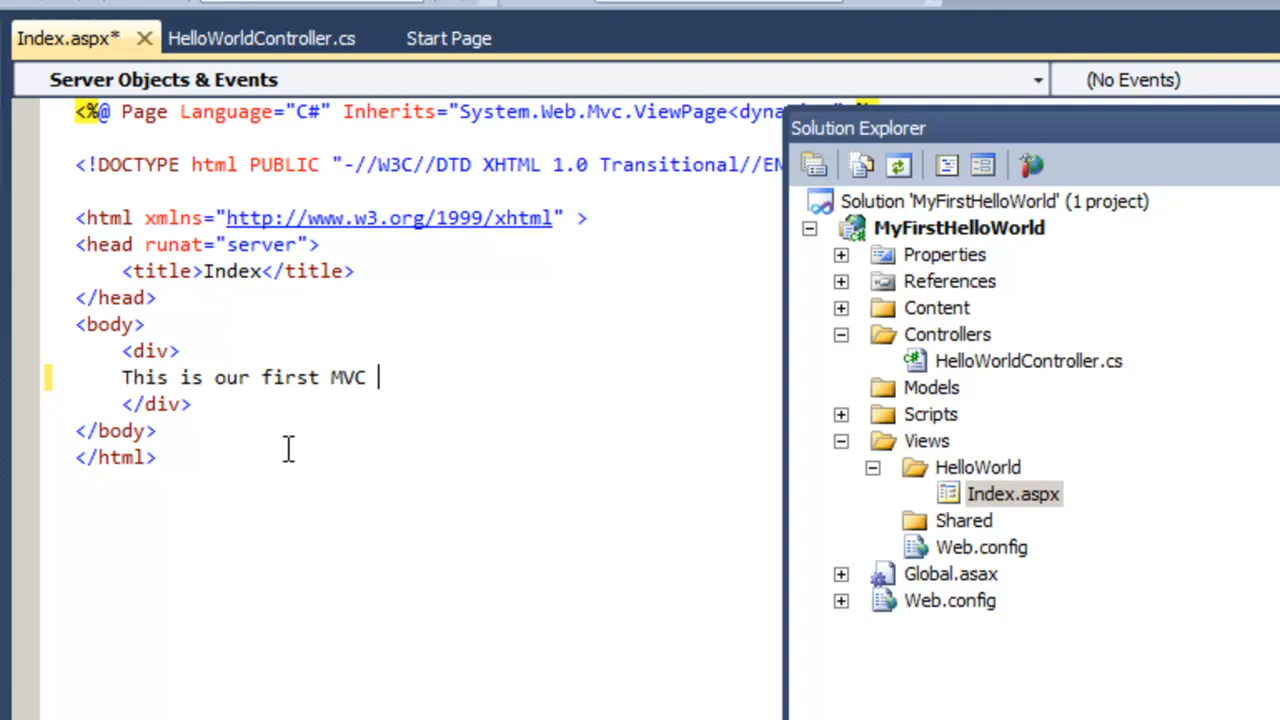 Index.aspx*
HelloWorldController.cs
Start Page
Server Objects & Events
(No Events)
<%@ Page Language="C#" Inherits="System.Web.Mvc.ViewPage<dyna
<!DOCTYPE html PUBLIC "-//W3C//DTD XHTML 1.0 Transitional//EN
<html xmlns="http://www.w3.org/1999/xhtml" >
<head runat="server">
<title>Index</title>
</head>
<body>
<div>
This is our first MVC
</div>
</body>
</html>
Solution Explorer
Solution 'MyFirstHelloWorld' (1 project)
MyFirstHelloWorld
Properties
References
Content
Controllers
HelloWorldController.cs
Models
Scripts
Views
HelloWorld
Index.aspx
Shared
Web.config
Global.asax
Web.config